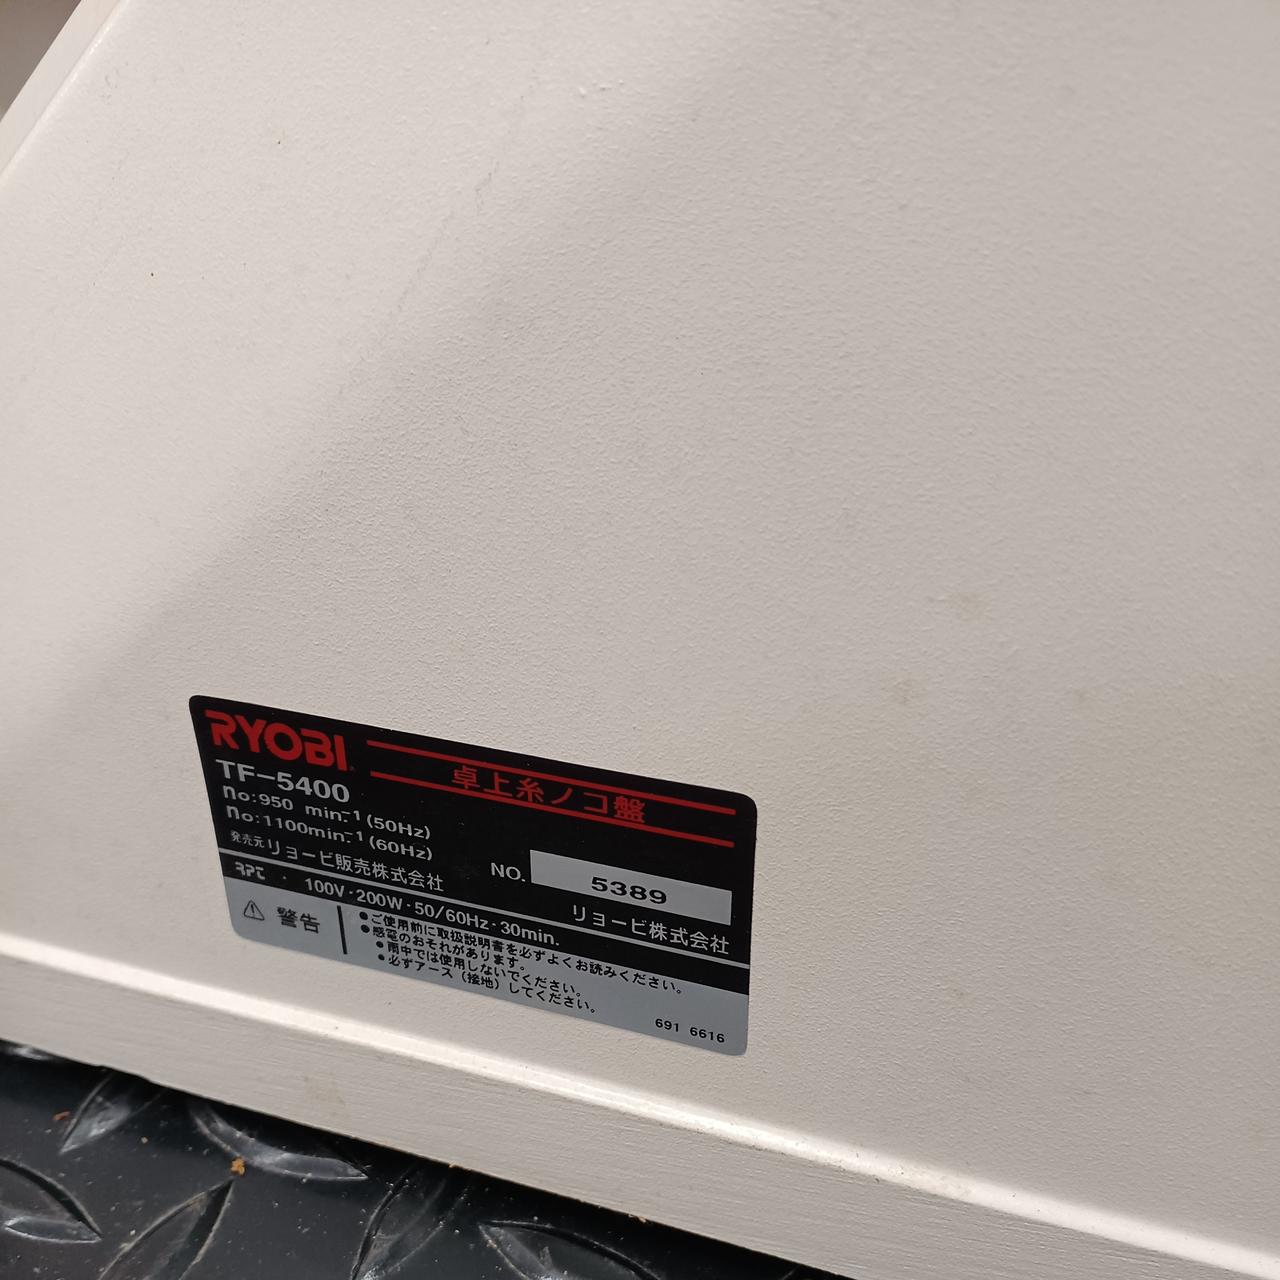 RYOBI
卓上糸ノコ盤
TF-5400
no:950 min.⁻¹(50Hz)
no:1100min.⁻¹(60Hz)
発売元リョービ販売株式会社
NO. 5389
リョービ株式会社
RPT · 100V·200W·50/60Hz·30min.
⚠ 警告
●ご使用前に取扱説明書を必ずよくお読みください。
●感電のおそれがあります。
●雨中では使用しないでください。
●必ずアース（接地）してください。
691 6616